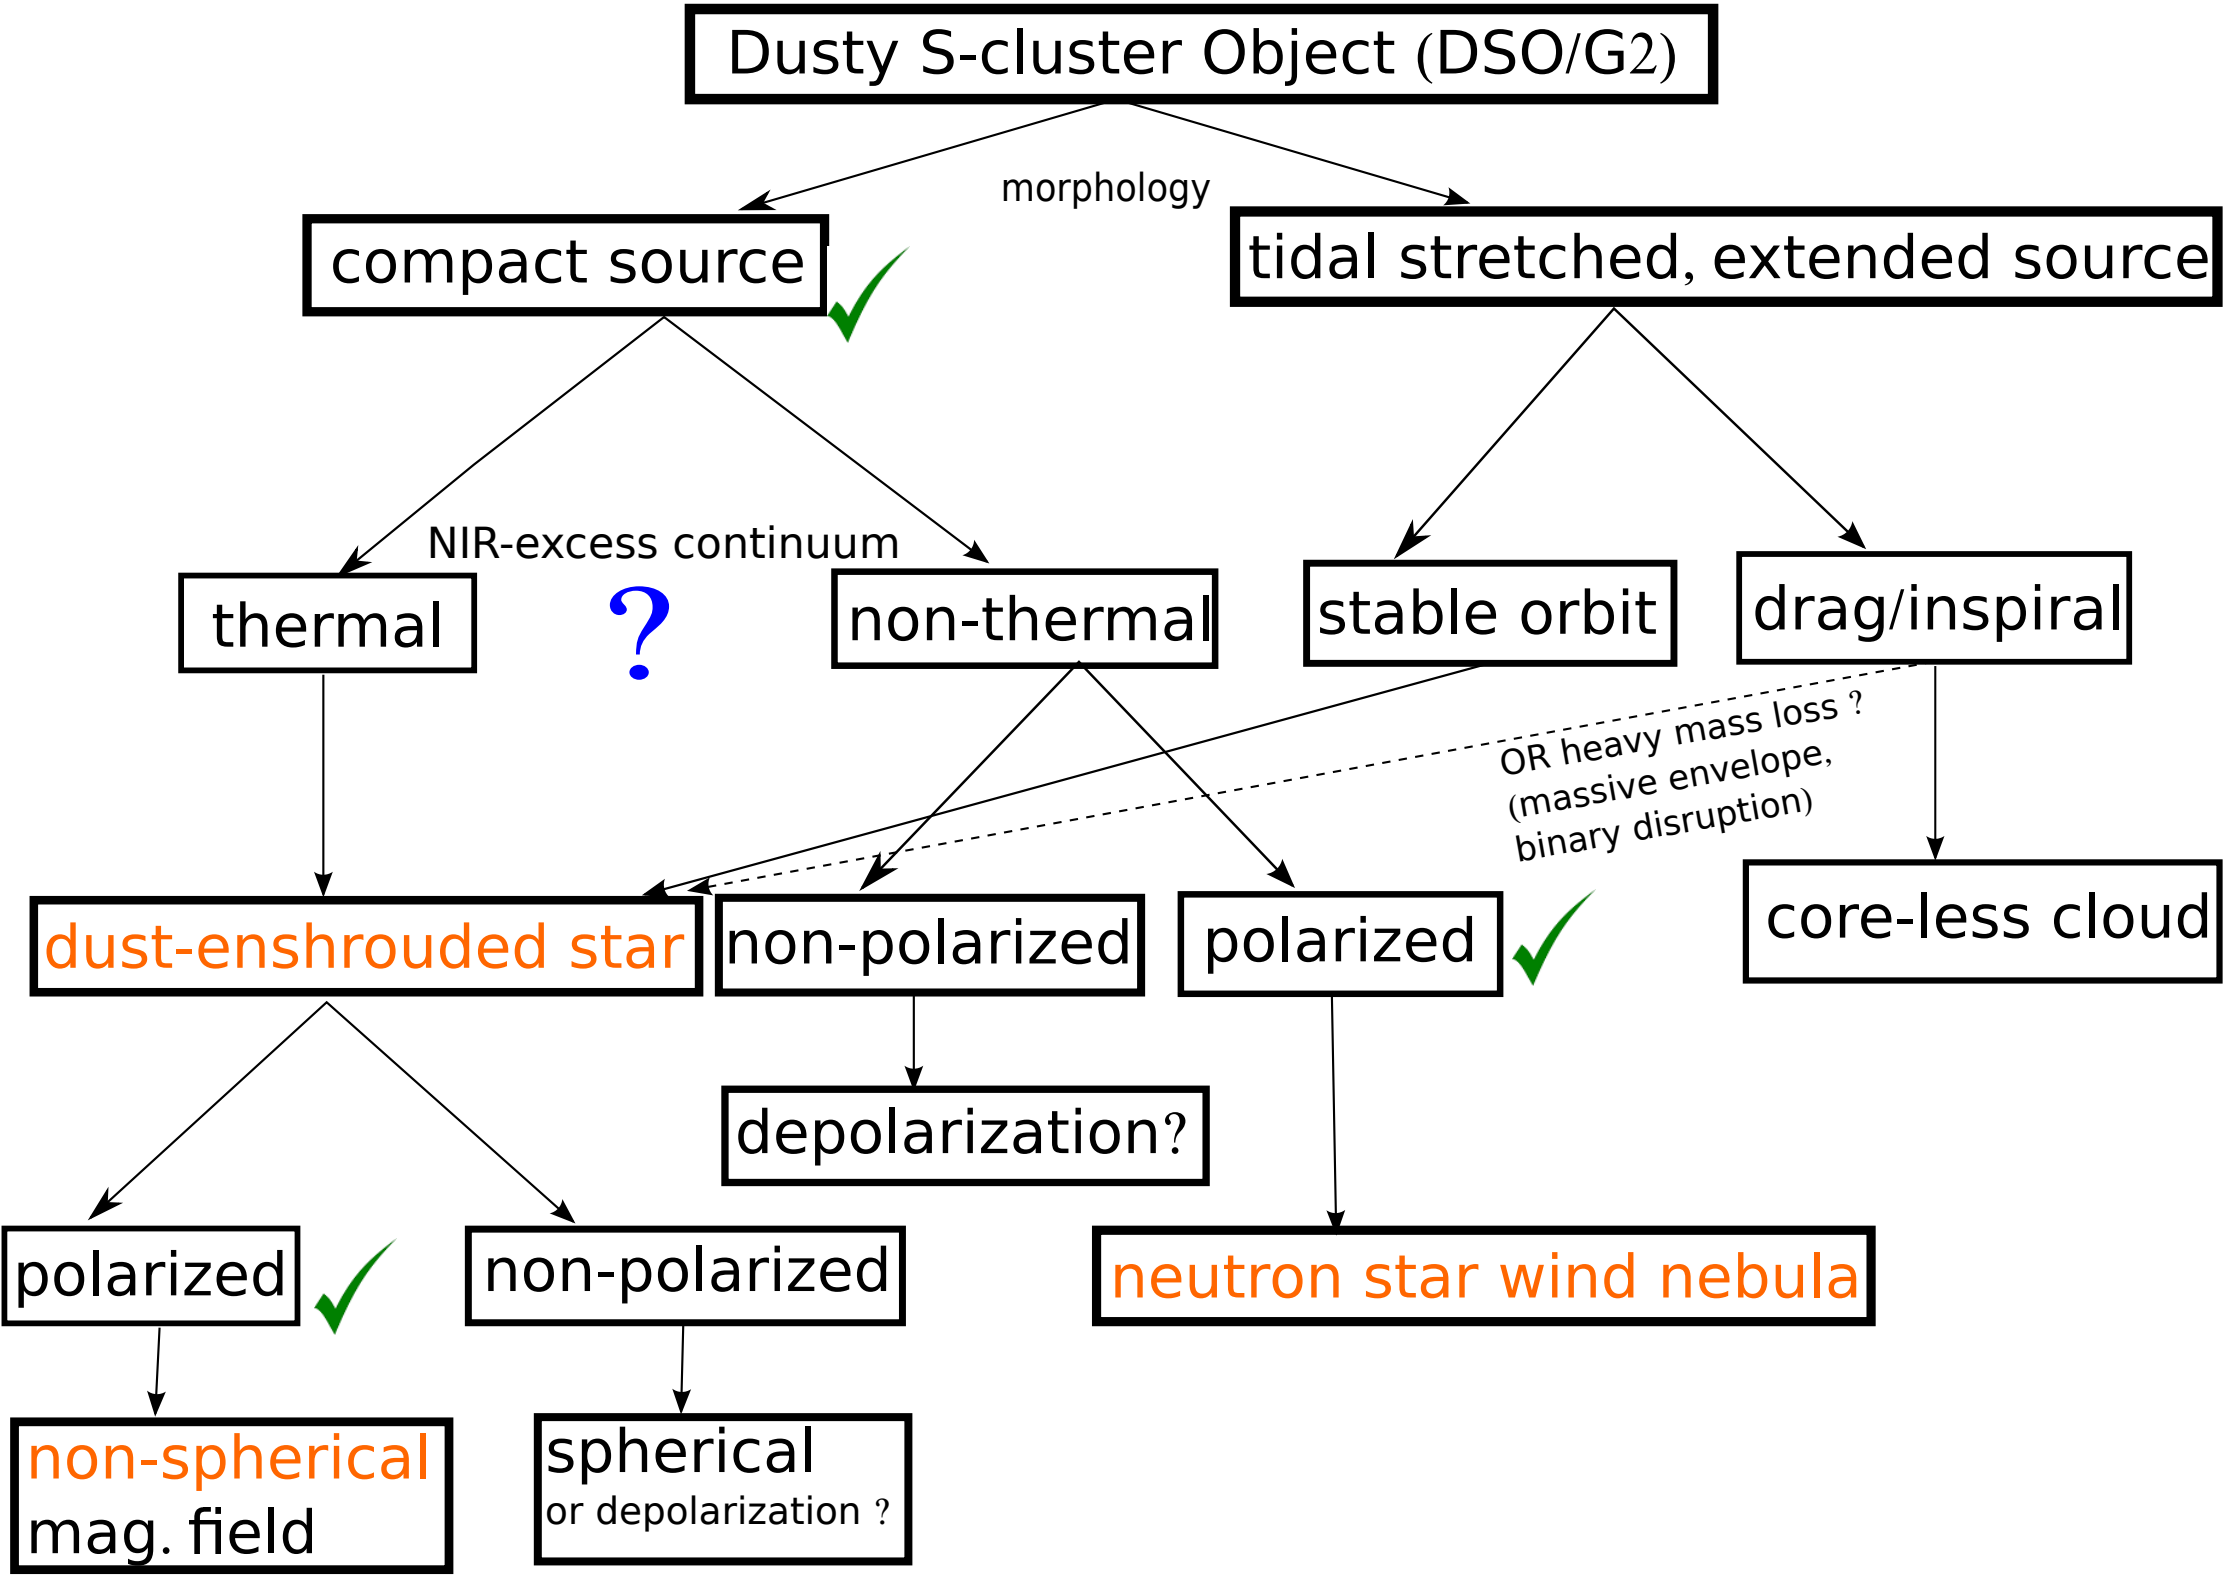 Dusty S-cluster Object (DSO/G2)
morphology
compact source
tidal stretched, extended source
NIR-excess continuum
thermal
?
non-thermal
stable orbit
drag/inspiral
OR heavy mass loss ?
(massive envelope,
binary disruption)
dust-enshrouded star
non-polarized
polarized
core-less cloud
depolarization?
polarized
non-polarized
neutron star wind nebula
non-spherical
mag. field
spherical
or depolarization ?